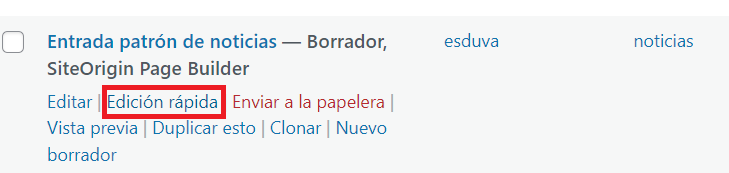 Entrada patrón de noticias — Borrador, esduva noticias
SiteOrigin Page Builder
Editar | Edición rápida Enviar a la papelera |
Vista previa | Duplicar esto | Clonar | Nuevo
borrador